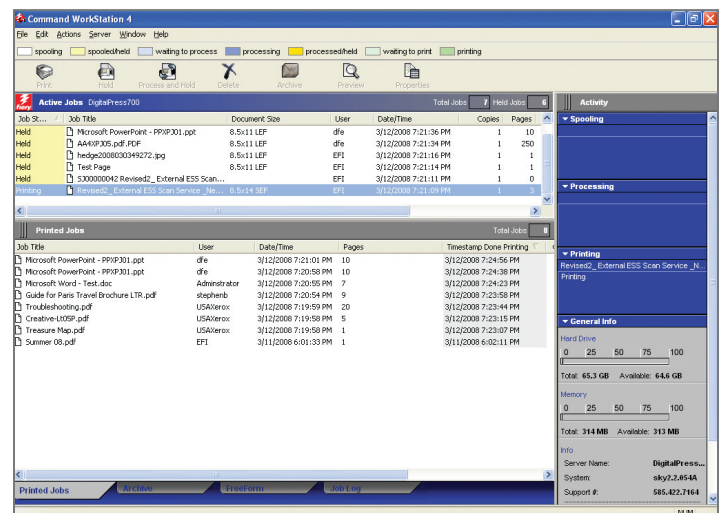 Command WorkStation 4
File Edit Actions Server Window Help
spooling spooled/held waiting to process processing processed/held waiting to print printing
Print Hold Process and Hold Delete Archive Preview Properties
fiery Active Jobs DigitalPress700 Total Jobs 7 Held Jobs 6
Job St... Job Title Document Size User Date/Time Copies Pages
Held Microsoft PowerPoint - PPXPJ01.ppt 8.5x11 LEF dfe 3/12/2008 7:21:36 PM 1 10
Held AA4XPJ05.pdf.PDF 8.5x11 LEF dfe 3/12/2008 7:21:34 PM 1 250
Held hedge2008030349272.jpg 8.5x11 LEF EFI 3/12/2008 7:21:16 PM 1 1
Held Test Page 8.5x11 LEF EFI 3/12/2008 7:21:14 PM 1 1
Held SJ00000042 Revised2_ External ESS Scan... EFI 3/12/2008 7:21:11 PM 1 0
Printing Revised2_ External ESS Scan Service _Ne... 8.5x14 SEF EFI 3/12/2008 7:21:09 PM 1 3
Printed Jobs Total Jobs 8
Job Title User Date/Time Pages Timestamp Done Printing
Microsoft PowerPoint - PPXPJ01.ppt dfe 3/12/2008 7:21:01 PM 10 3/12/2008 7:24:56 PM
Microsoft PowerPoint - PPXPJ01.ppt dfe 3/12/2008 7:20:58 PM 10 3/12/2008 7:24:38 PM
Microsoft Word - Test.doc Adminstrator 3/12/2008 7:20:55 PM 7 3/12/2008 7:24:23 PM
Guide for Paris Travel Brochure LTR.pdf stephenb 3/12/2008 7:20:54 PM 9 3/12/2008 7:23:58 PM
Troubleshooting.pdf USAXerox 3/12/2008 7:19:59 PM 20 3/12/2008 7:23:44 PM
Creative-Lt05P.pdf USAXerox 3/12/2008 7:19:58 PM 5 3/12/2008 7:23:15 PM
Treasure Map.pdf USAXerox 3/12/2008 7:19:58 PM 1 3/12/2008 7:23:07 PM
Summer 08.pdf EFI 3/11/2008 6:01:33 PM 1 3/11/2008 6:02:11 PM
Printed Jobs Archive FreeForm Job Log
Activity
Spooling
Processing
Printing
Revised2_ External ESS Scan Service _N...
Printing
General Info
Hard Drive
0 25 50 75 100
Total: 65.3 GB Available: 64.6 GB
Memory
0 25 50 75 100
Total: 314 MB Available: 313 MB
Info
Server Name: DigitalPress...
System: sky2.2.054A
Support #: 585.422.7164
NUM